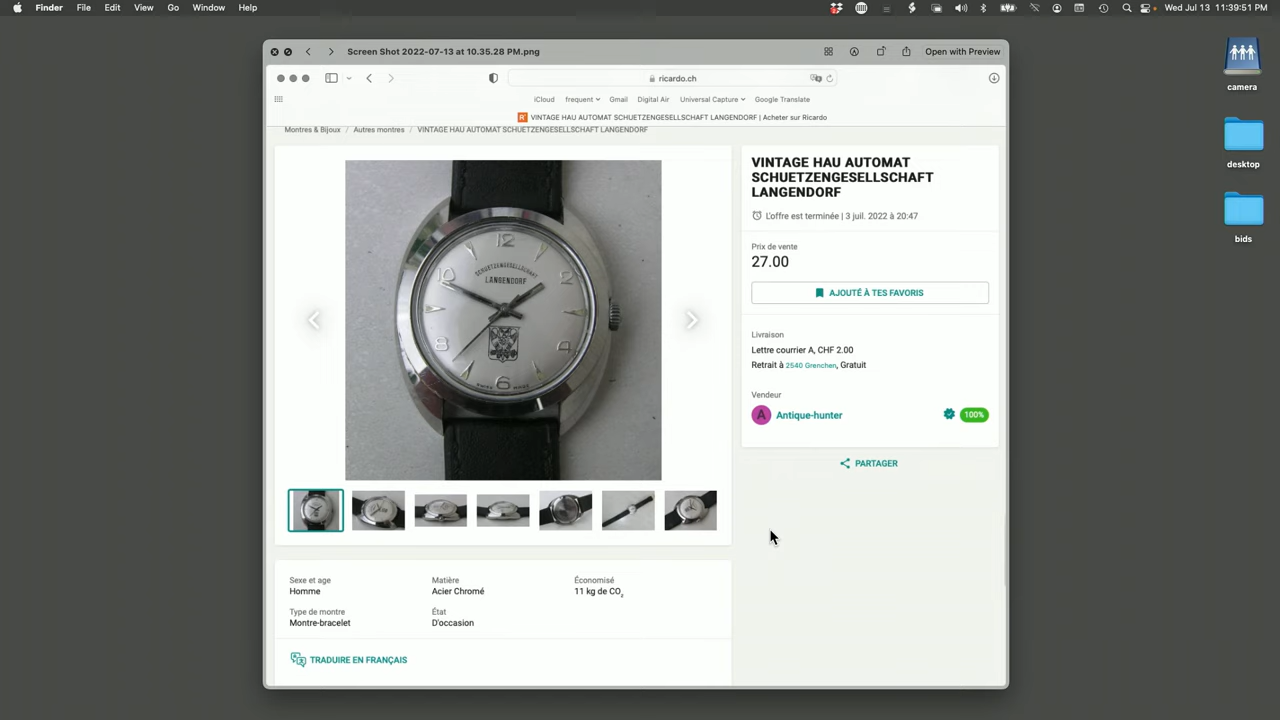 Finder File Edit View Go Window Help Wed Jul 13 11:39:51 PM
Screen Shot 2022-07-13 at 10.35.28 PM.png
Open with Preview
ricardo.ch
iCloud frequent Gmail Digital Air Universal Capture Google Translate
VINTAGE HAU AUTOMAT SCHUETZENGESELLSCHAFT LANGENDORF | Acheter sur Ricardo
Montres & Bijoux / Autres montres / VINTAGE HAU AUTOMAT SCHUETZENGESELLSCHAFT LANGENDORF
12
10
2
SCHUETZENGESELLSCHAFT
LANGENDORF
8
4
6
SWISS MADE
VINTAGE HAU AUTOMAT
SCHUETZENGESELLSCHAFT
LANGENDORF
L'offre est terminée | 3 juil. 2022 à 20:47
Prix de vente
27.00
AJOUTÉ À TES FAVORIS
Livraison
Lettre courrier A, CHF 2.00
Retrait à 2540 Grenchen, Gratuit
Vendeur
A Antique-hunter 100%
PARTAGER
Sexe et age
Homme
Matière
Acier Chromé
Économisé
11 kg de CO2
Type de montre
Montre-bracelet
État
D'occasion
TRADUIRE EN FRANÇAIS
camera
desktop
bids